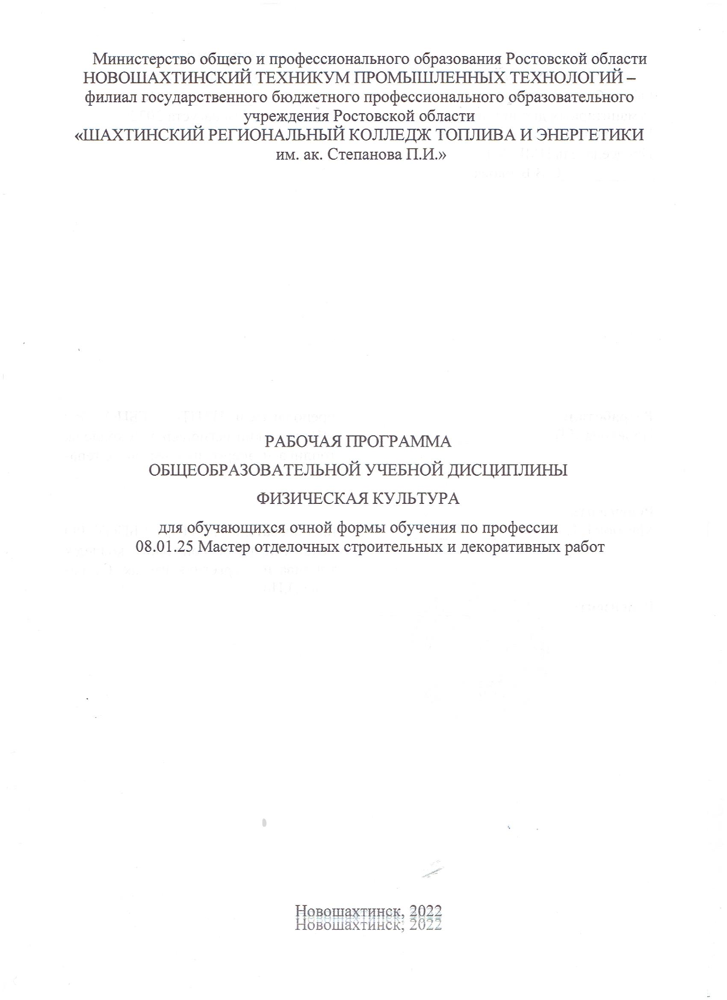 Министерство общего и профессионального образования Ростовской области
НОВОШАХТИНСКИЙ ТЕХНИКУМ ПРОМЫШЛЕННЫХ ТЕХНОЛОГИЙ –
филиал государственного бюджетного профессионального образовательного
учреждения Ростовской области
«ШАХТИНСКИЙ РЕГИОНАЛЬНЫЙ КОЛЛЕДЖ ТОПЛИВА И ЭНЕРГЕТИКИ
им. ак. Степанова П.И.»
РАБОЧАЯ ПРОГРАММА
ОБЩЕОБРАЗОВАТЕЛЬНОЙ УЧЕБНОЙ ДИСЦИПЛИНЫ
ФИЗИЧЕСКАЯ КУЛЬТУРА
для обучающихся очной формы обучения по профессии
08.01.25 Мастер отделочных строительных и декоративных работ
Новошахтинск, 2022
Новошахтинск, 2022